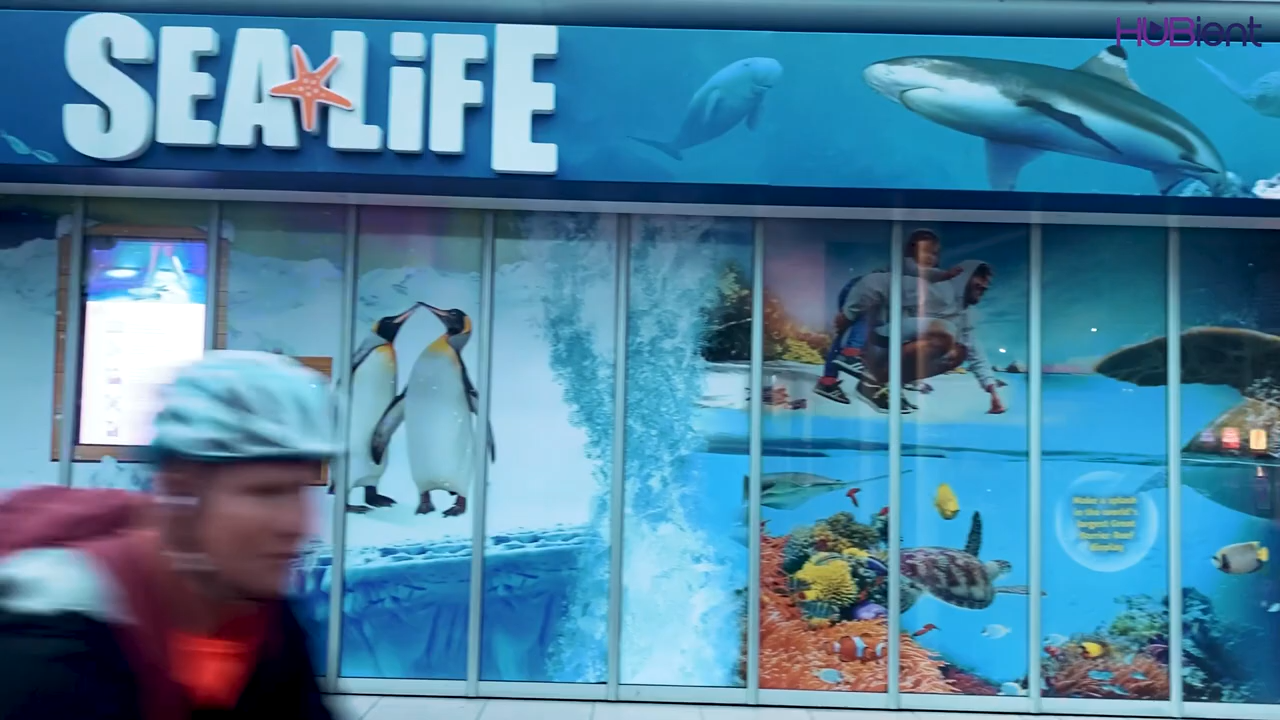 HUBient
SEA LiFE
Make a splash
in the world's
largest Great
Barrier Reef
display